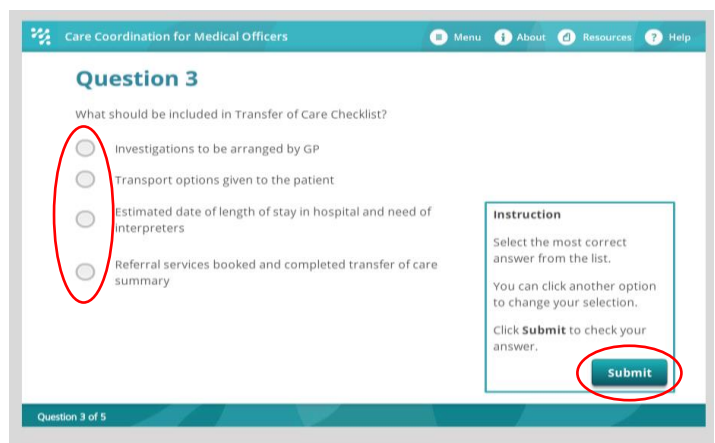 Care Coordination for Medical Officers
Menu
About
Resources
Help
Question 3
What should be included in Transfer of Care Checklist?
Investigations to be arranged by GP
Transport options given to the patient
Estimated date of length of stay in hospital and need of
interpreters
Referral services booked and completed transfer of care
summary
Instruction
Select the most correct
answer from the list.
You can click another option
to change your selection.
Click Submit to check your
answer.
Submit
Question 3 of 5